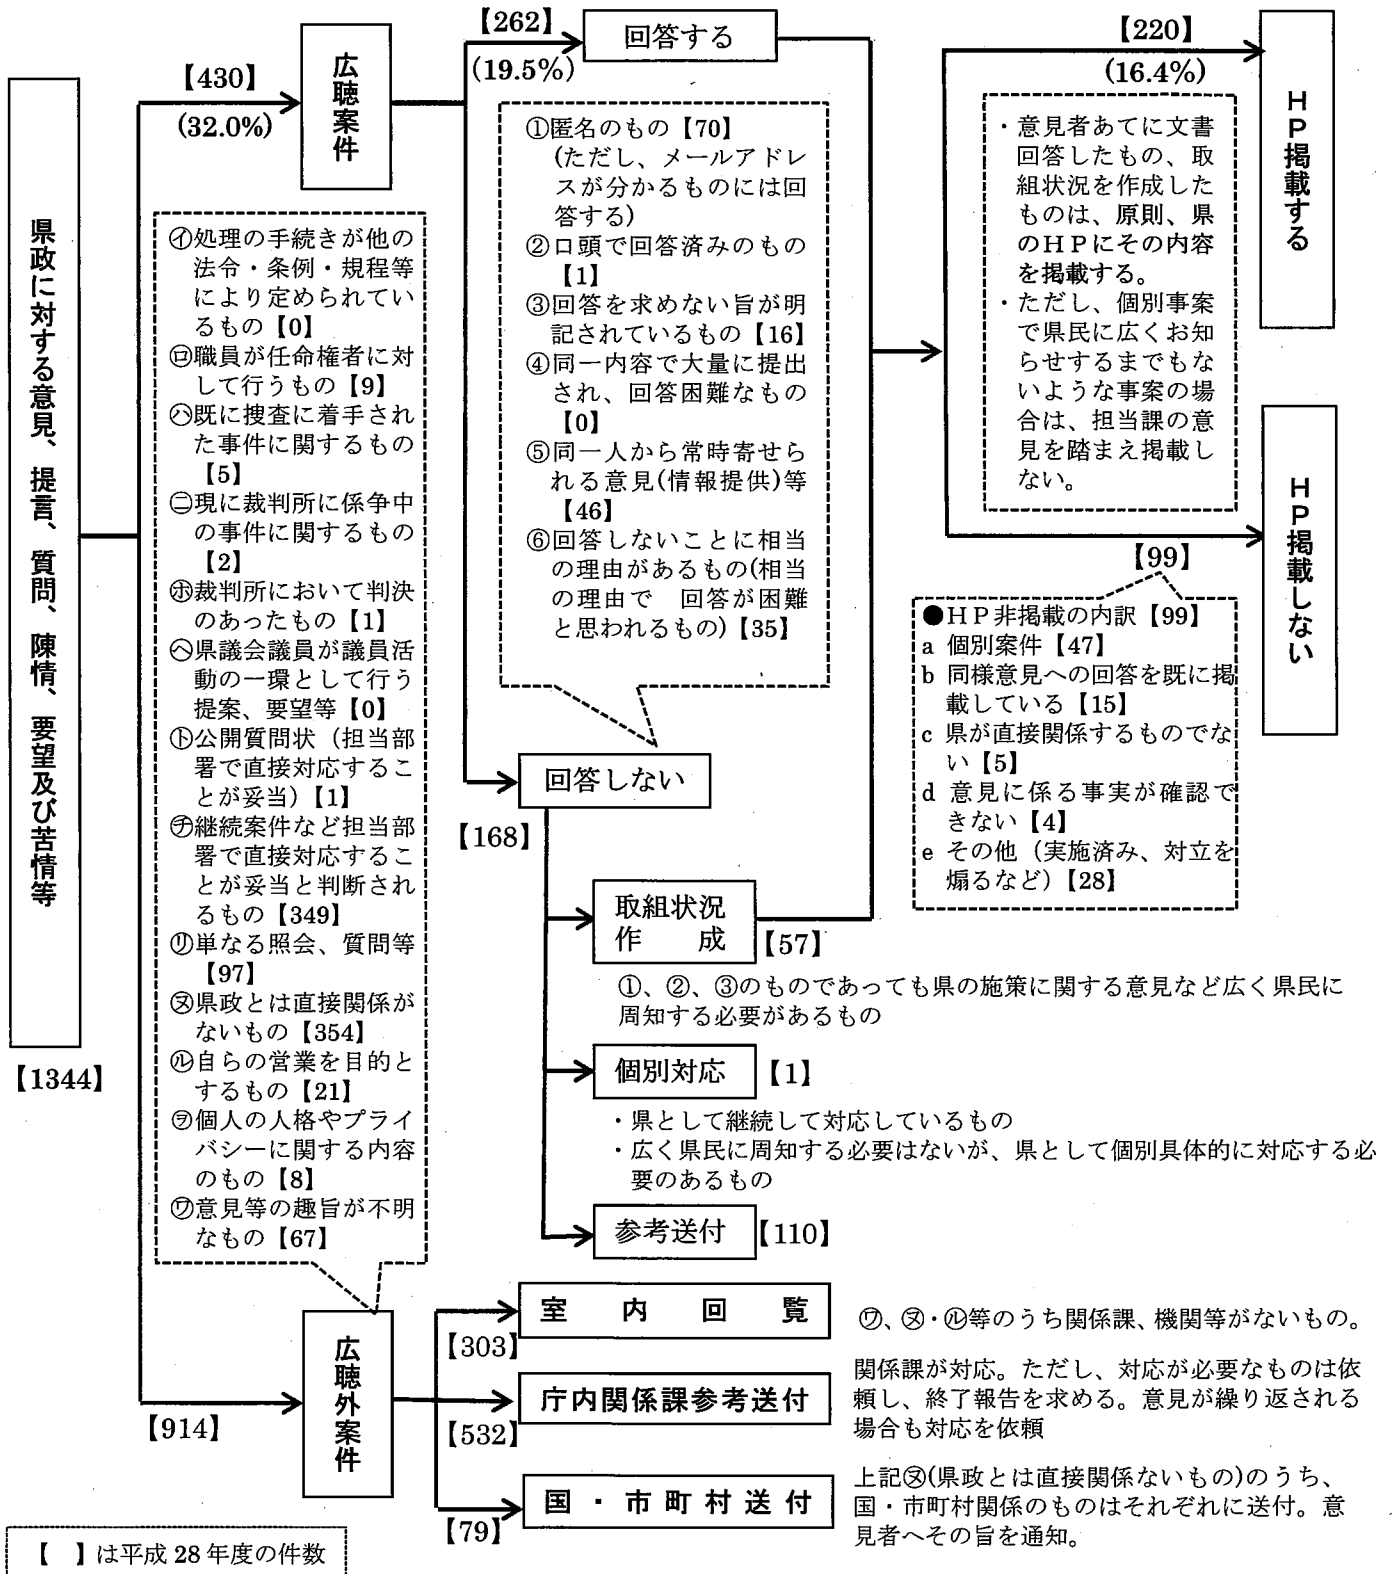 県政に対する意見、提言、質問、陳情、要望及び苦情等
【1344】
【430】
(32.0%)
広聴案件
㋑処理の手続きが他の
法令・条例・規程等
により定められてい
るもの【0】
㋺職員が任命権者に対
して行うもの【9】
㋩既に捜査に着手され
た事件に関するもの
【5】
㊁現に裁判所に係争中
の事件に関するもの
【2】
㋭裁判所において判決
のあったもの【1】
㋬県議会議員が議員活
動の一環として行う
提案、要望等【0】
㋣公開質問状（担当部
署で直接対応するこ
とが妥当）【1】
㋠継続案件など担当部
署で直接対応するこ
とが妥当と判断され
るもの【349】
㋷単なる照会、質問等
【97】
㋦県政とは直接関係が
ないもの【354】
㋸自らの営業を目的と
するもの【21】
㋾個人の人格やプライ
バシーに関する内容
のもの【8】
㋻意見等の趣旨が不明
なもの【67】
【914】
広聴外案件
【262】
(19.5%)
回答する
①匿名のもの【70】
(ただし、メールアドレ
スが分かるものには回
答する)
②口頭で回答済みのもの
【1】
③回答を求めない旨が明
記されているもの【16】
④同一内容で大量に提出
され、回答困難なもの
【0】
⑤同一人から常時寄せら
れる意見(情報提供)等
【46】
⑥回答しないことに相当
の理由があるもの(相当
の理由で　回答が困難
と思われるもの)【35】
回答しない
【168】
取組状況
作　　成
【57】
①、②、③のものであっても県の施策に関する意見など広く県民に
周知する必要があるもの
個別対応
【1】
・県として継続して対応しているもの
・広く県民に周知する必要はないが、県として個別具体的に対応する必
要のあるもの
参考送付
【110】
【220】
(16.4%)
・意見者あてに文書
回答したもの、取
組状況を作成した
ものは、原則、県
のＨＰにその内容
を掲載する。
・ただし、個別事案
で県民に広くお知
らせするまでもな
いような事案の場
合は、担当課の意
見を踏まえ掲載し
ない。
ＨＰ掲載する
【99】
ＨＰ掲載しない
●ＨＰ非掲載の内訳【99】
a 個別案件【47】
b 同様意見への回答を既に掲
載している【15】
c 県が直接関係するものでな
い【5】
d 意見に係る事実が確認で
きない【4】
e その他（実施済み、対立を
煽るなど）【28】
【303】
室　内　回　覧
㋻、㋦・㋸等のうち関係課、機関等がないもの。
【532】
庁内関係課参考送付
関係課が対応。ただし、対応が必要なものは依
頼し、終了報告を求める。意見が繰り返される
場合も対応を依頼
【79】
国・市町村送付
上記㋦(県政とは直接関係ないもの)のうち、
国・市町村関係のものはそれぞれに送付。意
見者へその旨を通知。
【　】は平成 28 年度の件数